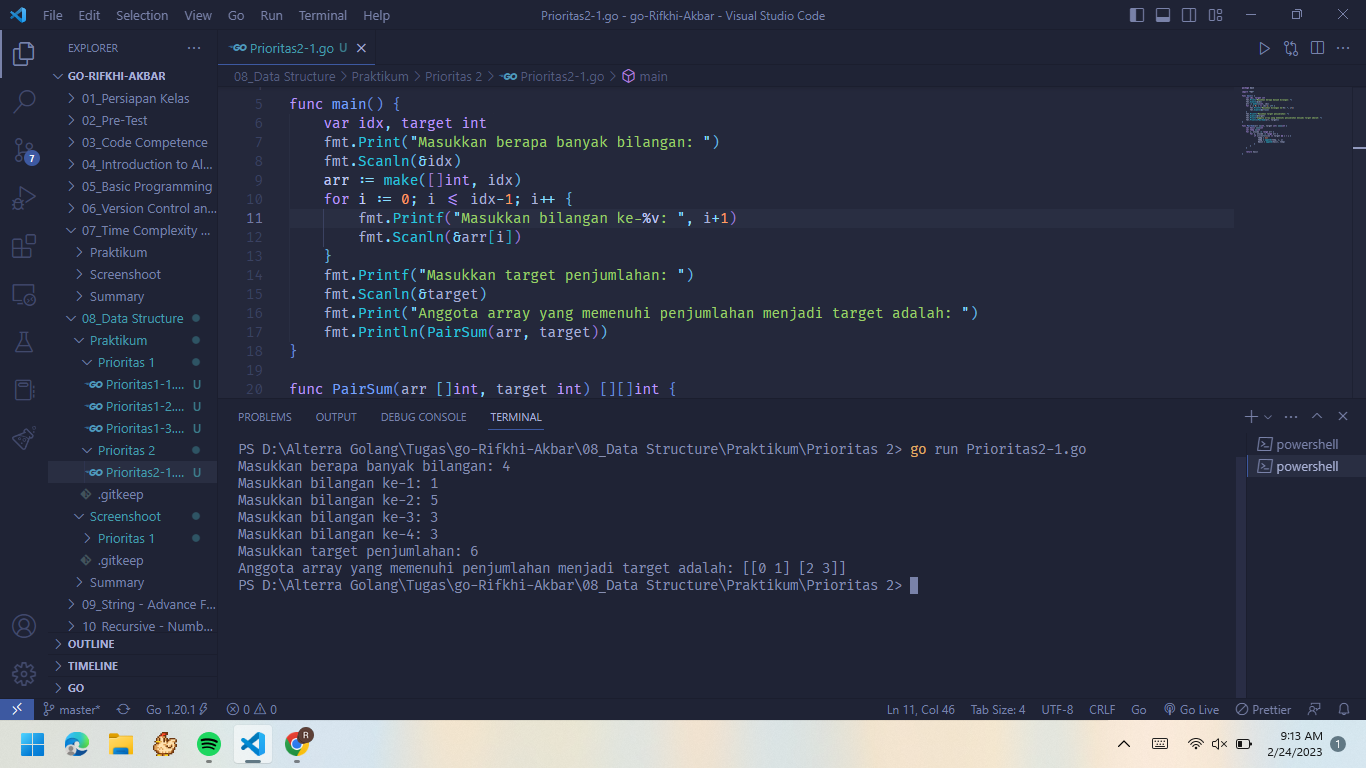 File Edit Selection View Go Run Terminal Help
Prioritas2-1.go - go-Rifkhi-Akbar - Visual Studio Code
EXPLORER
GO-RIFKHI-AKBAR
01_Persiapan Kelas
02_Pre-Test
03_Code Competence
04_Introduction to Al...
05_Basic Programming
06_Version Control an...
07_Time Complexity ...
Praktikum
Screenshoot
Summary
08_Data Structure
Praktikum
Prioritas 1
Prioritas1-1.... U
Prioritas1-2.... U
Prioritas1-3.... U
Prioritas 2
Prioritas2-1.... U
.gitkeep
Screenshoot
Prioritas 1
.gitkeep
Summary
09_String - Advance F...
10 Recursive - Numb...
OUTLINE
TIMELINE
GO
7
Prioritas2-1.go U
08_Data Structure > Praktikum > Prioritas 2 > Prioritas2-1.go > main
5 func main() {
6 var idx, target int
7 fmt.Print("Masukkan berapa banyak bilangan: ")
8 fmt.Scanln(&idx)
9 arr := make([]int, idx)
10 for i := 0; i <= idx-1; i++ {
11 fmt.Printf("Masukkan bilangan ke-%v: ", i+1)
12 fmt.Scanln(&arr[i])
13 }
14 fmt.Printf("Masukkan target penjumlahan: ")
15 fmt.Scanln(&target)
16 fmt.Print("Anggota array yang memenuhi penjumlahan menjadi target adalah: ")
17 fmt.Println(PairSum(arr, target))
18 }
19
20 func PairSum(arr []int, target int) [][]int {
PROBLEMS OUTPUT DEBUG CONSOLE TERMINAL
PS D:\Alterra Golang\Tugas\go-Rifkhi-Akbar\08_Data Structure\Praktikum\Prioritas 2> go run Prioritas2-1.go
Masukkan berapa banyak bilangan: 4
Masukkan bilangan ke-1: 1
Masukkan bilangan ke-2: 5
Masukkan bilangan ke-3: 3
Masukkan bilangan ke-4: 3
Masukkan target penjumlahan: 6
Anggota array yang memenuhi penjumlahan menjadi target adalah: [[0 1] [2 3]]
PS D:\Alterra Golang\Tugas\go-Rifkhi-Akbar\08_Data Structure\Praktikum\Prioritas 2>
powershell
powershell
master* Go 1.20.1 0 0 Ln 11, Col 46 Tab Size: 4 UTF-8 CRLF Go Go Live Prettier
R
9:13 AM
2/24/2023 1